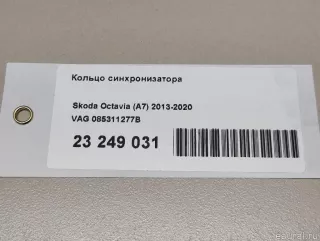 Кольцо синхронизатора
Skoda Octavia (A7) 2013-2020
VAG 085311277B
23 249 031